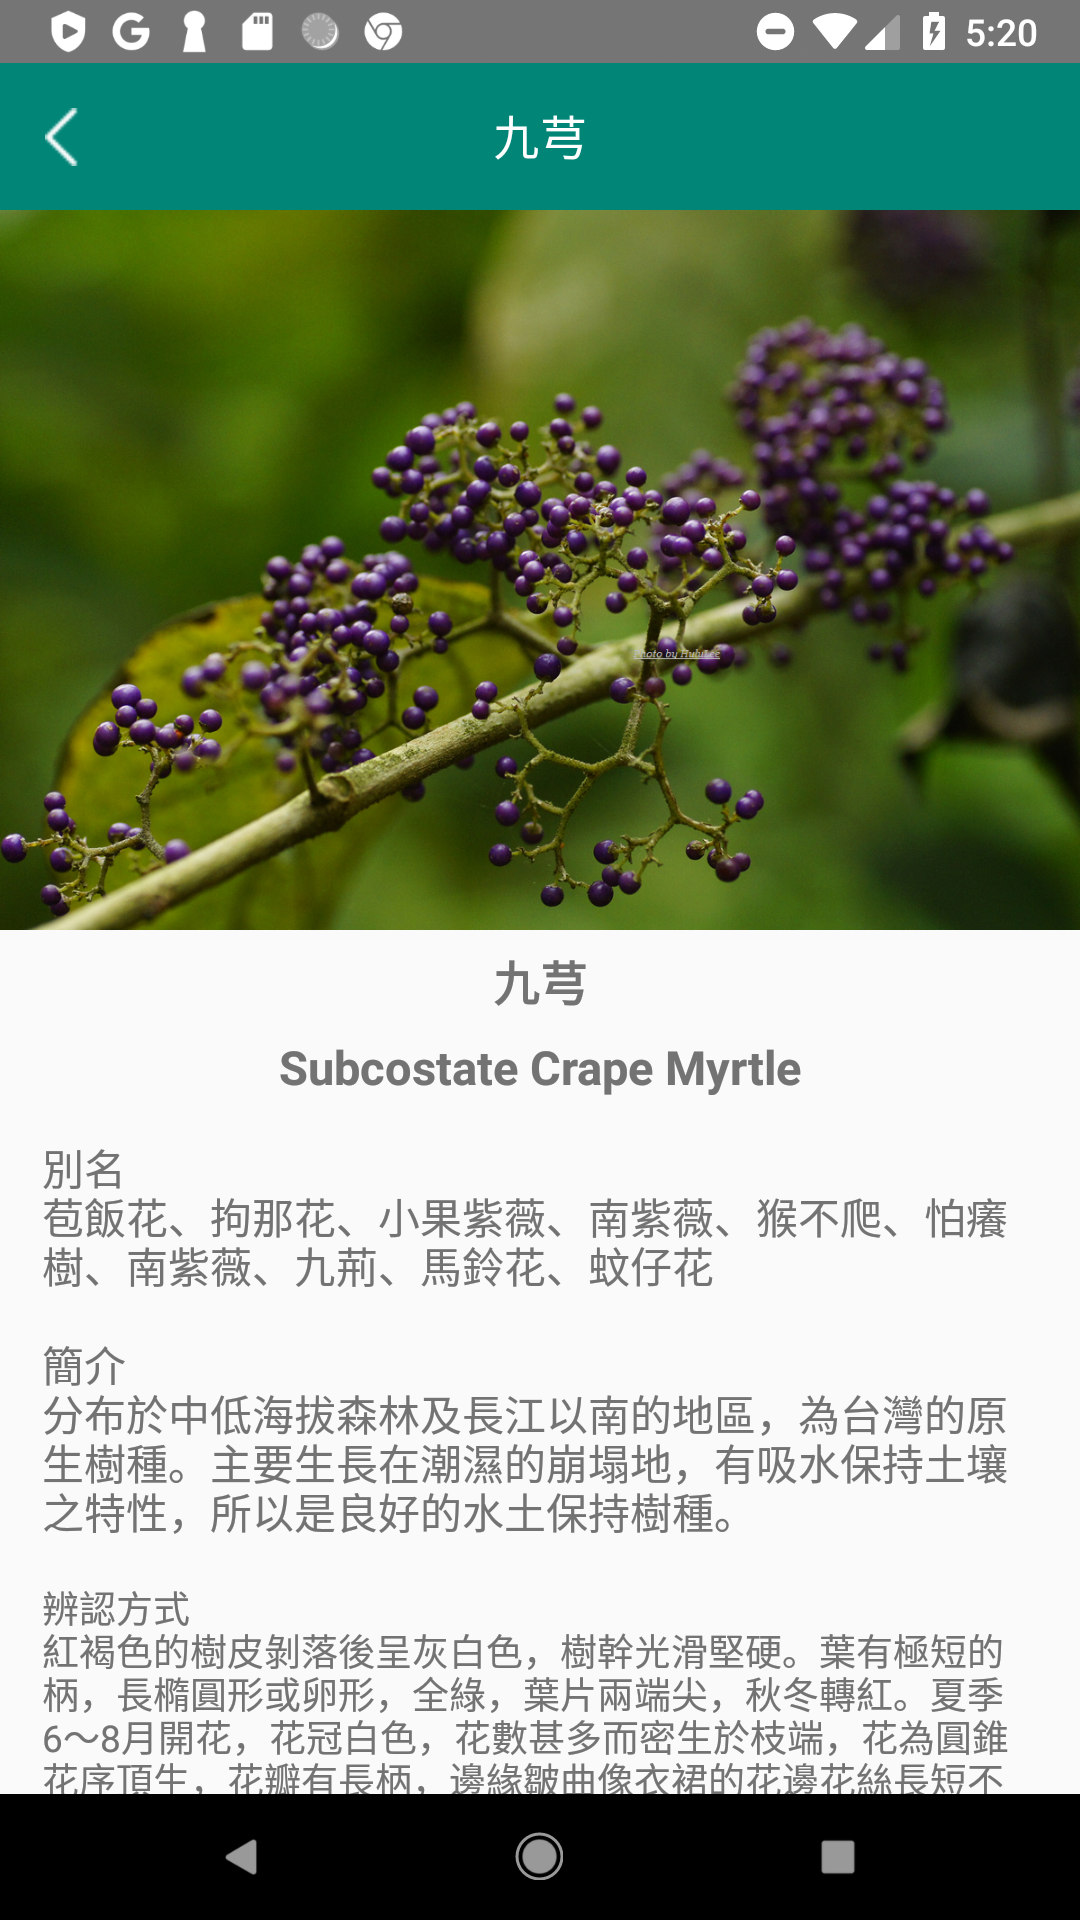 5:20
九芎
Photo by HuluLee
九芎
Subcostate Crape Myrtle
別名
苞飯花、拘那花、小果紫薇、南紫薇、猴不爬、怕癢
樹、南紫薇、九荊、馬鈴花、蚊仔花
簡介
分布於中低海拔森林及長江以南的地區，為台灣的原
生樹種。主要生長在潮濕的崩塌地，有吸水保持土壤
之特性，所以是良好的水土保持樹種。
辨認方式
紅褐色的樹皮剝落後呈灰白色，樹幹光滑堅硬。葉有極短的
柄，長橢圓形或卵形，全綠，葉片兩端尖，秋冬轉紅。夏季
6～8月開花，花冠白色，花數甚多而密生於枝端，花為圓錐
花序頂生，花瓣有長柄，邊緣皺曲像衣裙的花邊花絲長短不